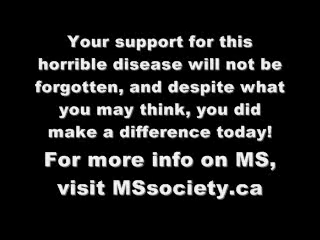 Your support for this
horrible disease will not be
forgotten, and despite what
you may think, you did
make a difference today!
For more info on MS,
visit MSsociety.ca